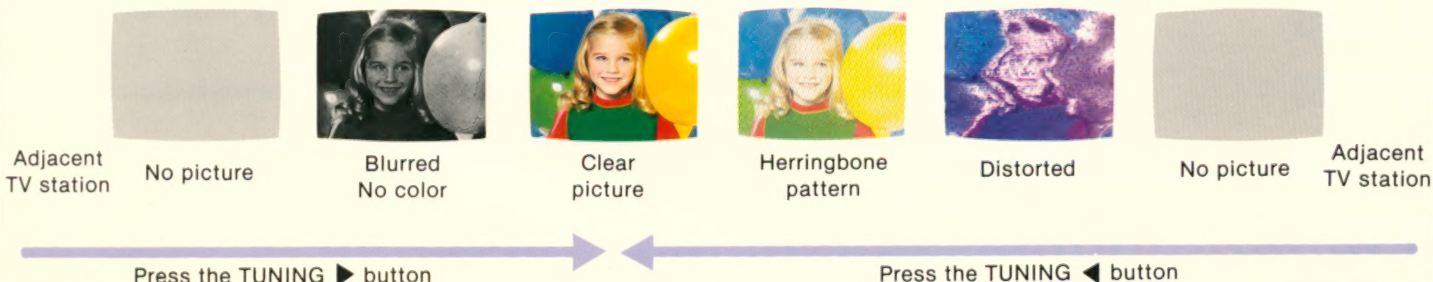 Adjacent
TV station
No picture
Blurred
No color
Clear
picture
Herringbone
pattern
Distorted
No picture
Adjacent
TV station
Press the TUNING ▶ button
Press the TUNING ◀ button